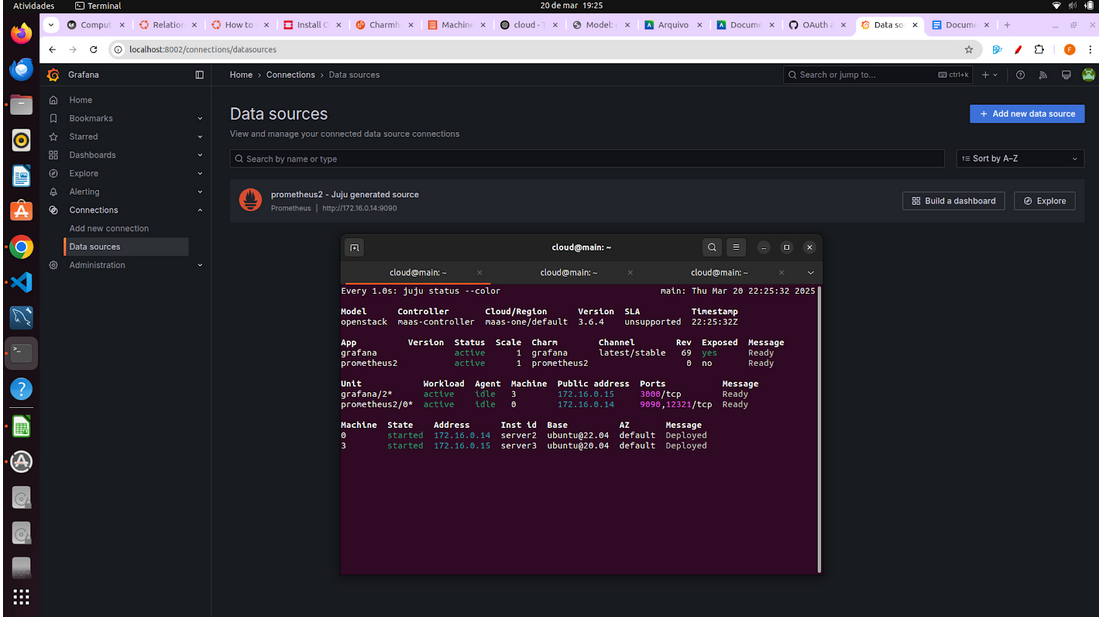 Atividades Terminal 20 de mar 19:25
Comput Relation How to Install C Charmh Machine cloud - T Model: Arquivo Docume OAuth a Data so Docume
localhost:8002/connections/datasources
Grafana Home › Connections › Data sources Search or jump to... ctrl+k
Home
Bookmarks
Starred
Dashboards
Explore
Alerting
Connections
Add new connection
Data sources
Administration
Data sources
View and manage your connected data source connections
Add new data source
Search by name or type
Sort by A–Z
prometheus2 - Juju generated source
Prometheus | http://172.16.0.14:9090
Build a dashboard
Explore
cloud@main: ~
cloud@main: ~ cloud@main: ~ cloud@main: ~
Every 1.0s: juju status --color main: Thu Mar 20 22:25:32 2025
Model Controller Cloud/Region Version SLA Timestamp
openstack maas-controller maas-one/default 3.6.4 unsupported 22:25:32Z
App Version Status Scale Charm Channel Rev Exposed Message
grafana active 1 grafana latest/stable 69 yes Ready
prometheus2 active 1 prometheus2 0 no Ready
Unit Workload Agent Machine Public address Ports Message
grafana/2* active idle 3 172.16.0.15 3000/tcp Ready
prometheus2/0* active idle 0 172.16.0.14 9090,12321/tcp Ready
Machine State Address Inst id Base AZ Message
0 started 172.16.0.14 server2 ubuntu@22.04 default Deployed
3 started 172.16.0.15 server3 ubuntu@20.04 default Deployed